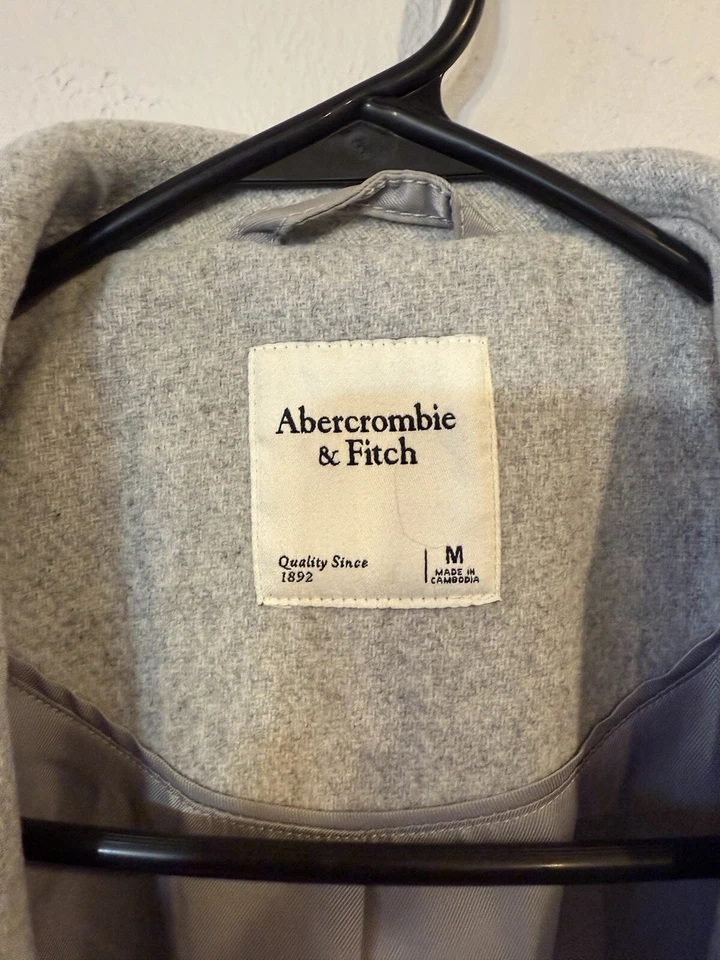 Abercrombie
& Fitch
Quality Since
1892
M
MADE IN
CAMBODIA